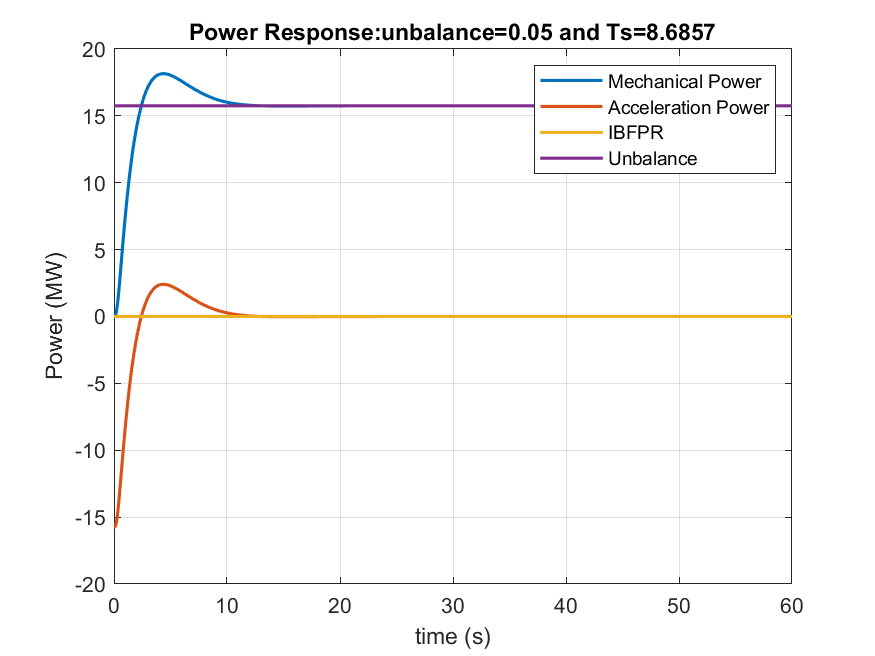 Power Response:unbalance=0.05 and Ts=8.6857
20
15
10
5
0
-5
-10
-15
-20
Power (MW)
Mechanical Power
Acceleration Power
IBFPR
Unbalance
0 10 20 30 40 50 60
time (s)